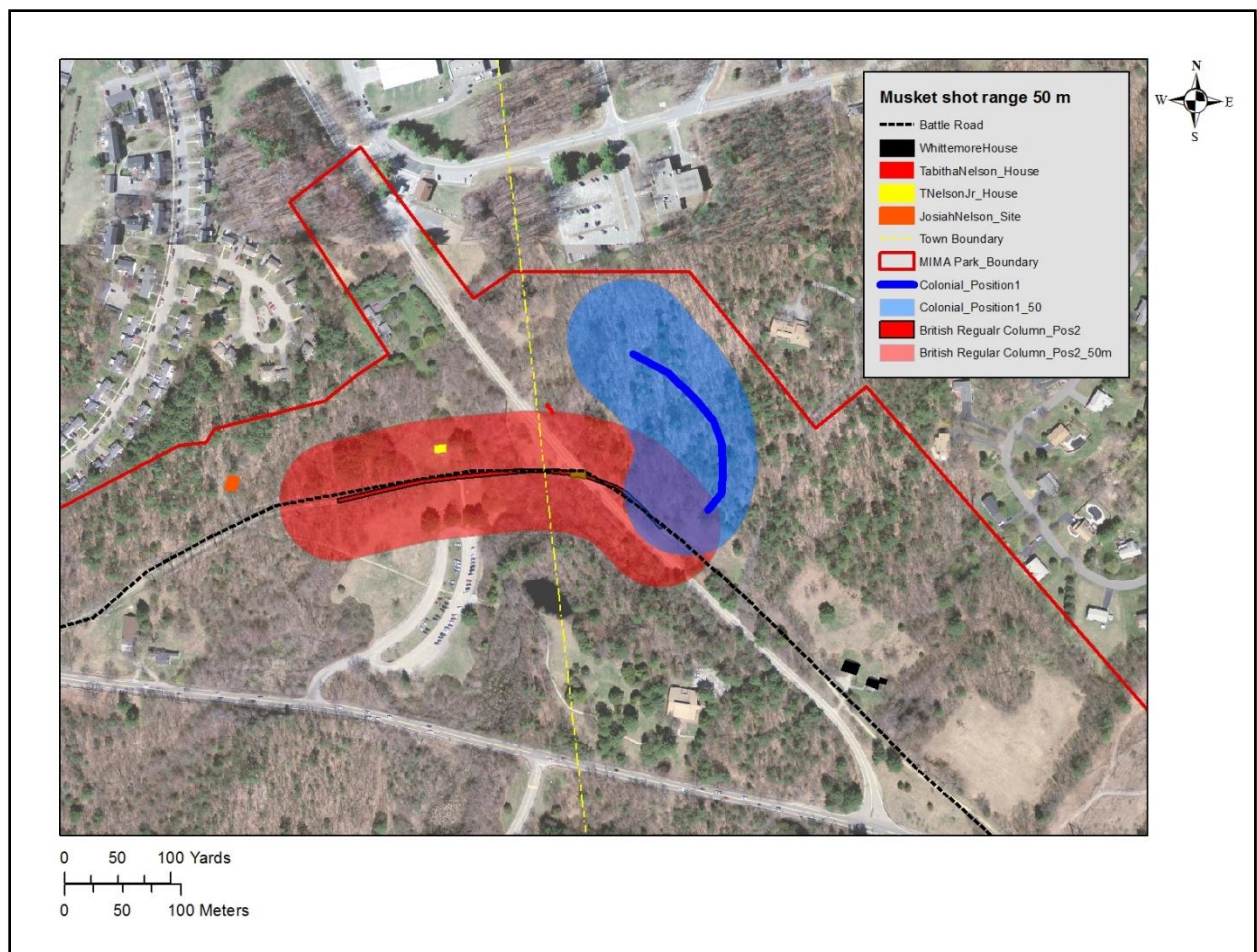 N
W E
S
Musket shot range 50 m
Battle Road
WhittemoreHouse
TabithaNelson_House
TNelsonJr_House
JosiahNelson_Site
Town Boundary
MIMA Park_Boundary
Colonial_Position1
Colonial_Position1_50
British Regualr Column_Pos2
British Regualr Column_Pos2_50m
0 50 100 Yards
0 50 100 Meters